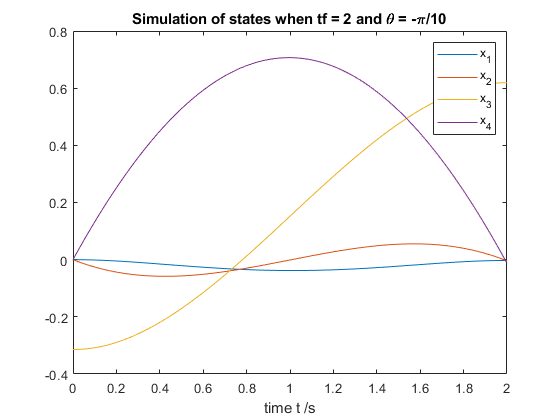 Simulation of states when tf = 2 and θ = -π/10
0.8
0.6
0.4
0.2
0
-0.2
-0.4
x₁
x₂
x₃
x₄
0 0.2 0.4 0.6 0.8 1 1.2 1.4 1.6 1.8 2
time t /s